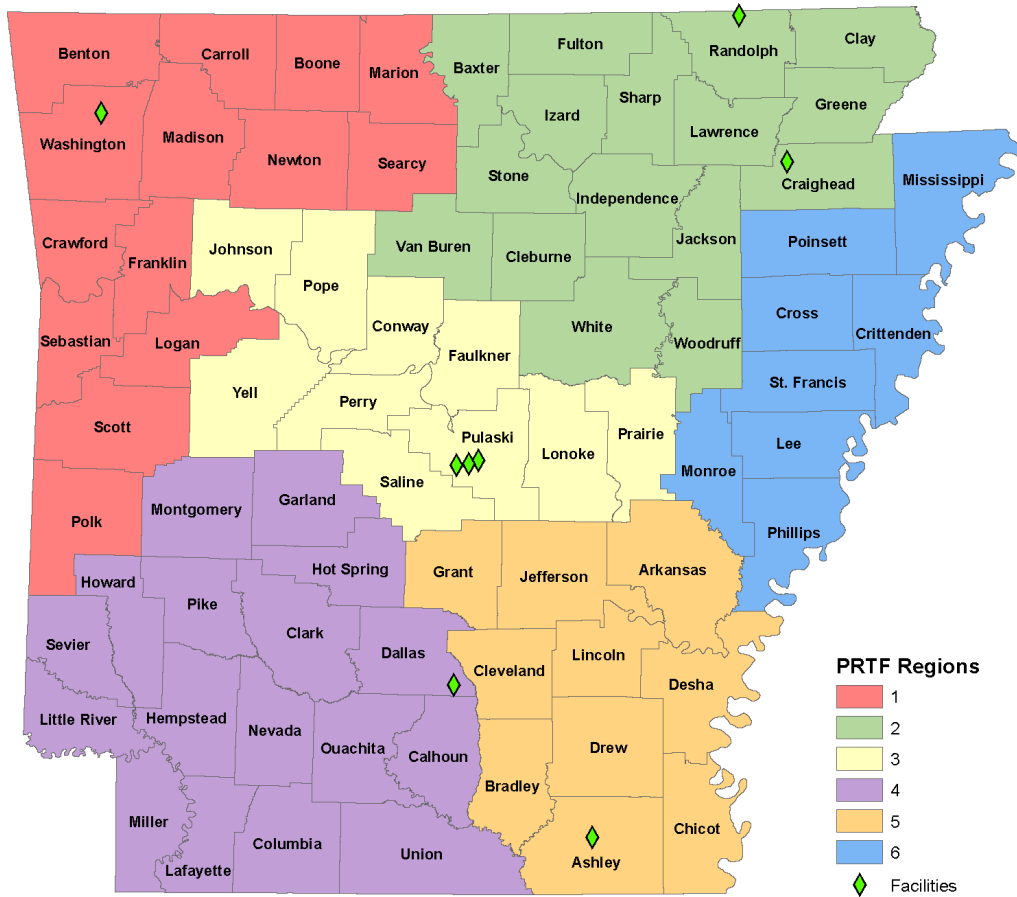 Benton
Carroll
Boone
Marion
Baxter
Fulton
Randolph
Clay
Washington
Madison
Newton
Searcy
Izard
Sharp
Lawrence
Greene
Stone
Independence
Craighead
Mississippi
Crawford
Franklin
Johnson
Pope
Van Buren
Cleburne
Jackson
Poinsett
Sebastian
Logan
Conway
Faulkner
White
Woodruff
Cross
Crittenden
Scott
Yell
Perry
Pulaski
Lonoke
Prairie
St. Francis
Lee
Monroe
Phillips
Polk
Montgomery
Garland
Saline
Hot Spring
Grant
Jefferson
Arkansas
Howard
Pike
Clark
Dallas
Cleveland
Lincoln
Desha
Sevier
Little River
Hempstead
Nevada
Ouachita
Calhoun
Bradley
Drew
Miller
Lafayette
Columbia
Union
Ashley
Chicot
PRTF Regions
1
2
3
4
5
6
Facilities